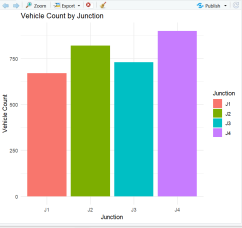 Zoom Export Publish
Vehicle Count by Junction
Vehicle Count
750
500
250
0
J1 J2 J3 J4
Junction
Junction
J1
J2
J3
J4